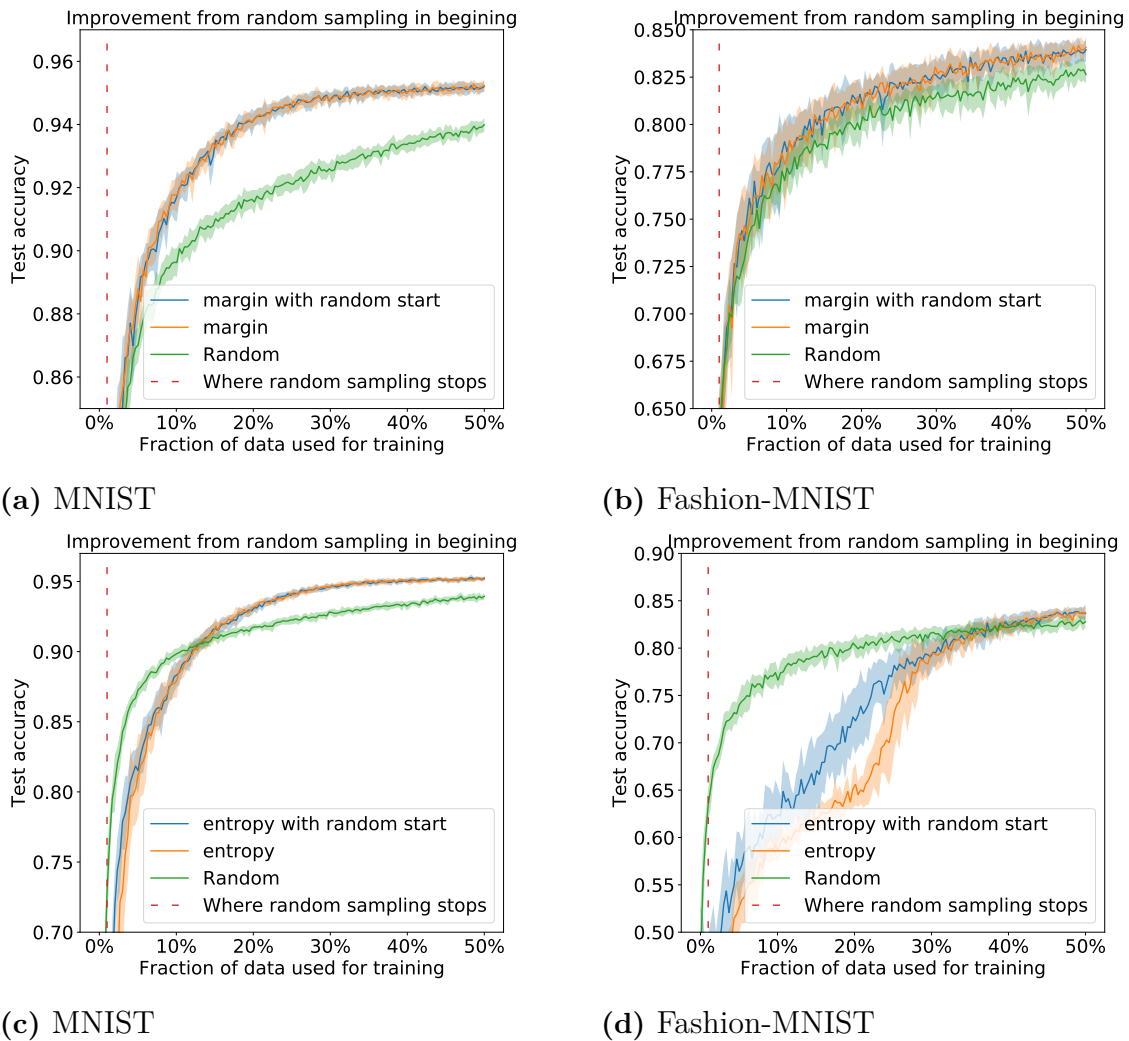 Improvement from random sampling in begining
0.96
0.94
0.92
0.90
0.88
0.86
Test accuracy
margin with random start
margin
Random
Where random sampling stops
0% 10% 20% 30% 40% 50%
Fraction of data used for training
(a) MNIST
Improvement from random sampling in begining
0.850
0.825
0.800
0.775
0.750
0.725
0.700
0.675
0.650
Test accuracy
margin with random start
margin
Random
Where random sampling stops
0% 10% 20% 30% 40% 50%
Fraction of data used for training
(b) Fashion-MNIST
Improvement from random sampling in begining
0.95
0.90
0.85
0.80
0.75
0.70
Test accuracy
entropy with random start
entropy
Random
Where random sampling stops
0% 10% 20% 30% 40% 50%
Fraction of data used for training
(c) MNIST
Improvement from random sampling in begining
0.90
0.85
0.80
0.75
0.70
0.65
0.60
0.55
0.50
Test accuracy
entropy with random start
entropy
Random
Where random sampling stops
0% 10% 20% 30% 40% 50%
Fraction of data used for training
(d) Fashion-MNIST